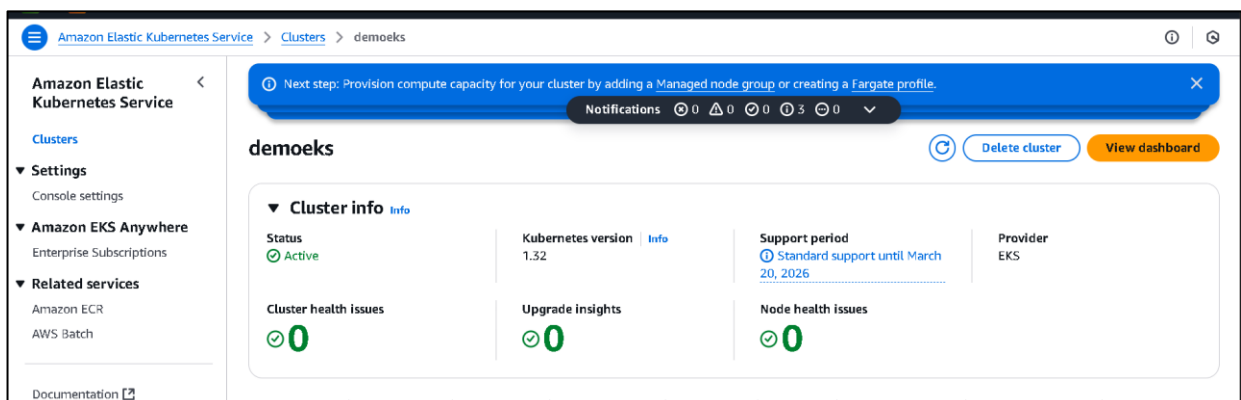 Amazon Elastic Kubernetes Service > Clusters > demoeks
Amazon Elastic
Kubernetes Service
Clusters
Settings
Console settings
Amazon EKS Anywhere
Enterprise Subscriptions
Related services
Amazon ECR
AWS Batch
Documentation
Next step: Provision compute capacity for your cluster by adding a Managed node group or creating a Fargate profile.
Notifications 0 0 0 3 0
demoeks
Delete cluster
View dashboard
Cluster info Info
Status
Active
Kubernetes version Info
1.32
Support period
Standard support until March
20, 2026
Provider
EKS
Cluster health issues
0
Upgrade insights
0
Node health issues
0